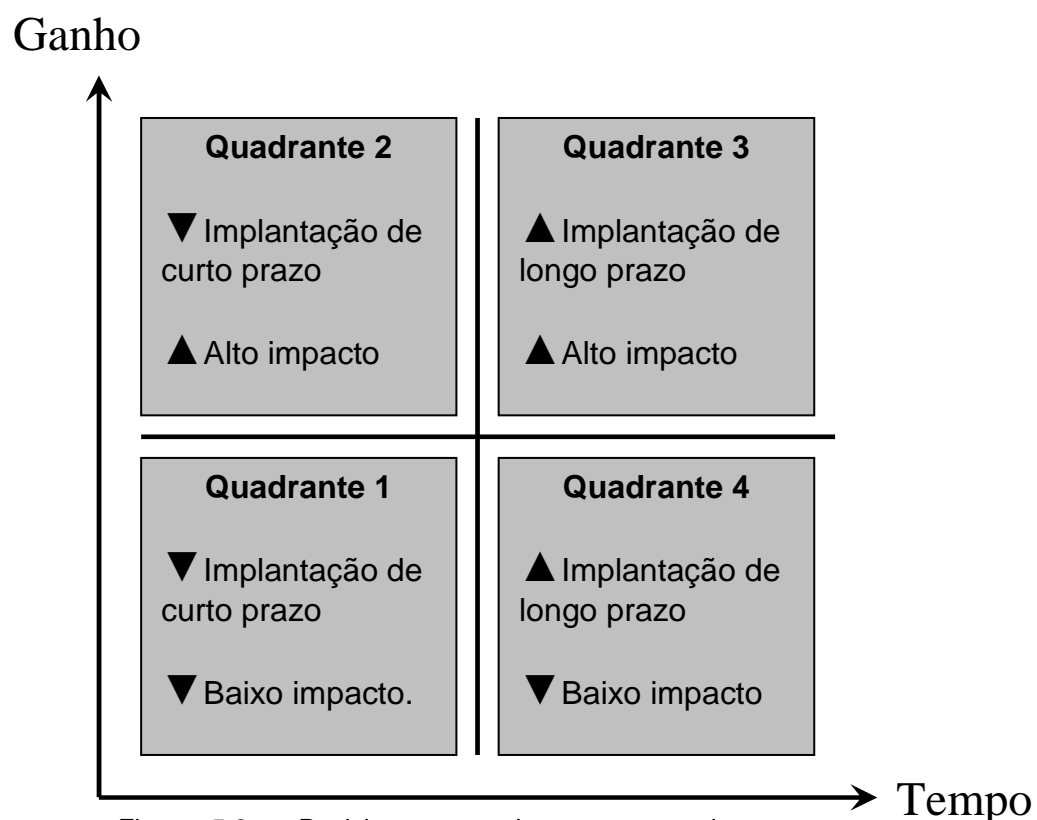 Ganho
Quadrante 2
▼ Implantação de
curto prazo
▲ Alto impacto
Quadrante 3
▲ Implantação de
longo prazo
▲ Alto impacto
Quadrante 1
▼ Implantação de
curto prazo
▼ Baixo impacto.
Quadrante 4
▲ Implantação de
longo prazo
▼ Baixo impacto
Tempo